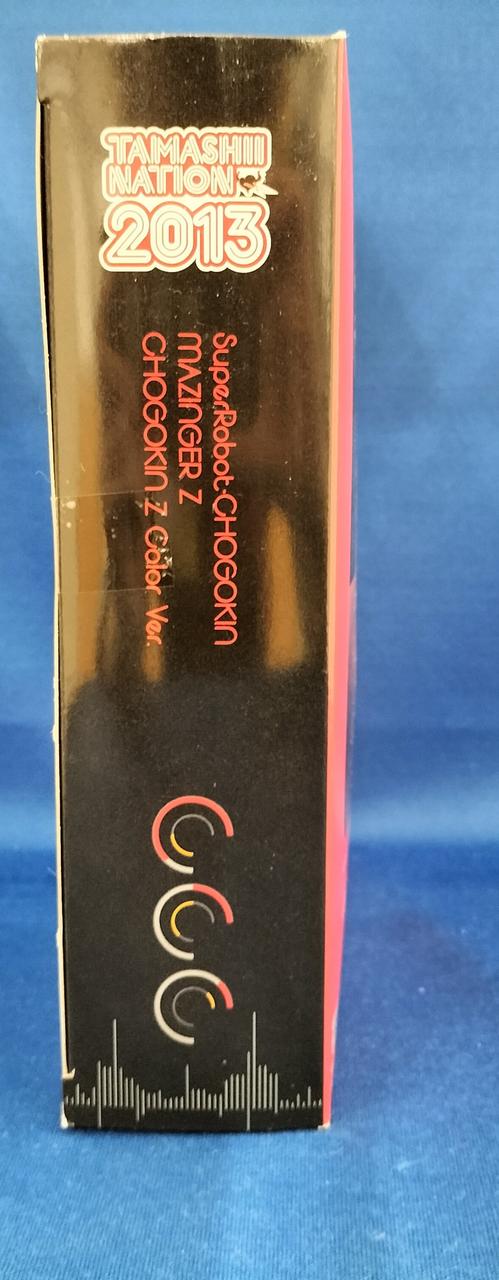 TAMASHII
NATION
2013
SuperRobot-CHOGOKIN
MAZINGER Z
CHOGOKIN Z Color Ver.